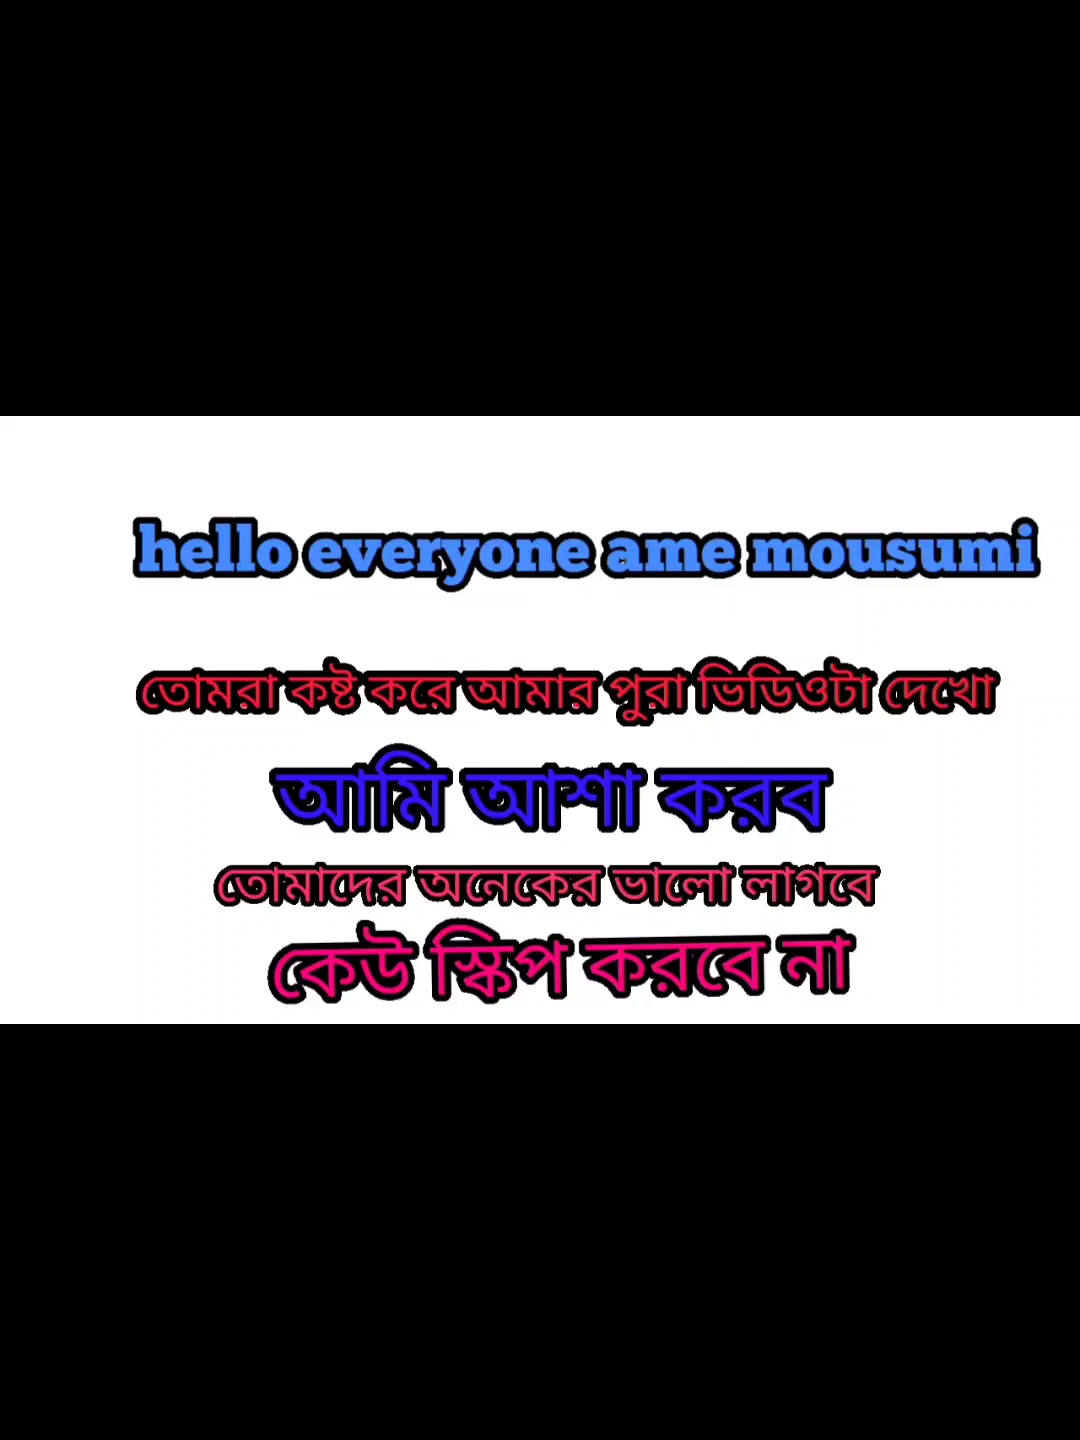 hello everyone ame mousumi
তোমরা কষ্ট করে আমার পুরা ভিডিওটা দেখো
আমি আশা করব
তোমাদের অনেকের ভালো লাগবে
কেউ স্কিপ করবে না